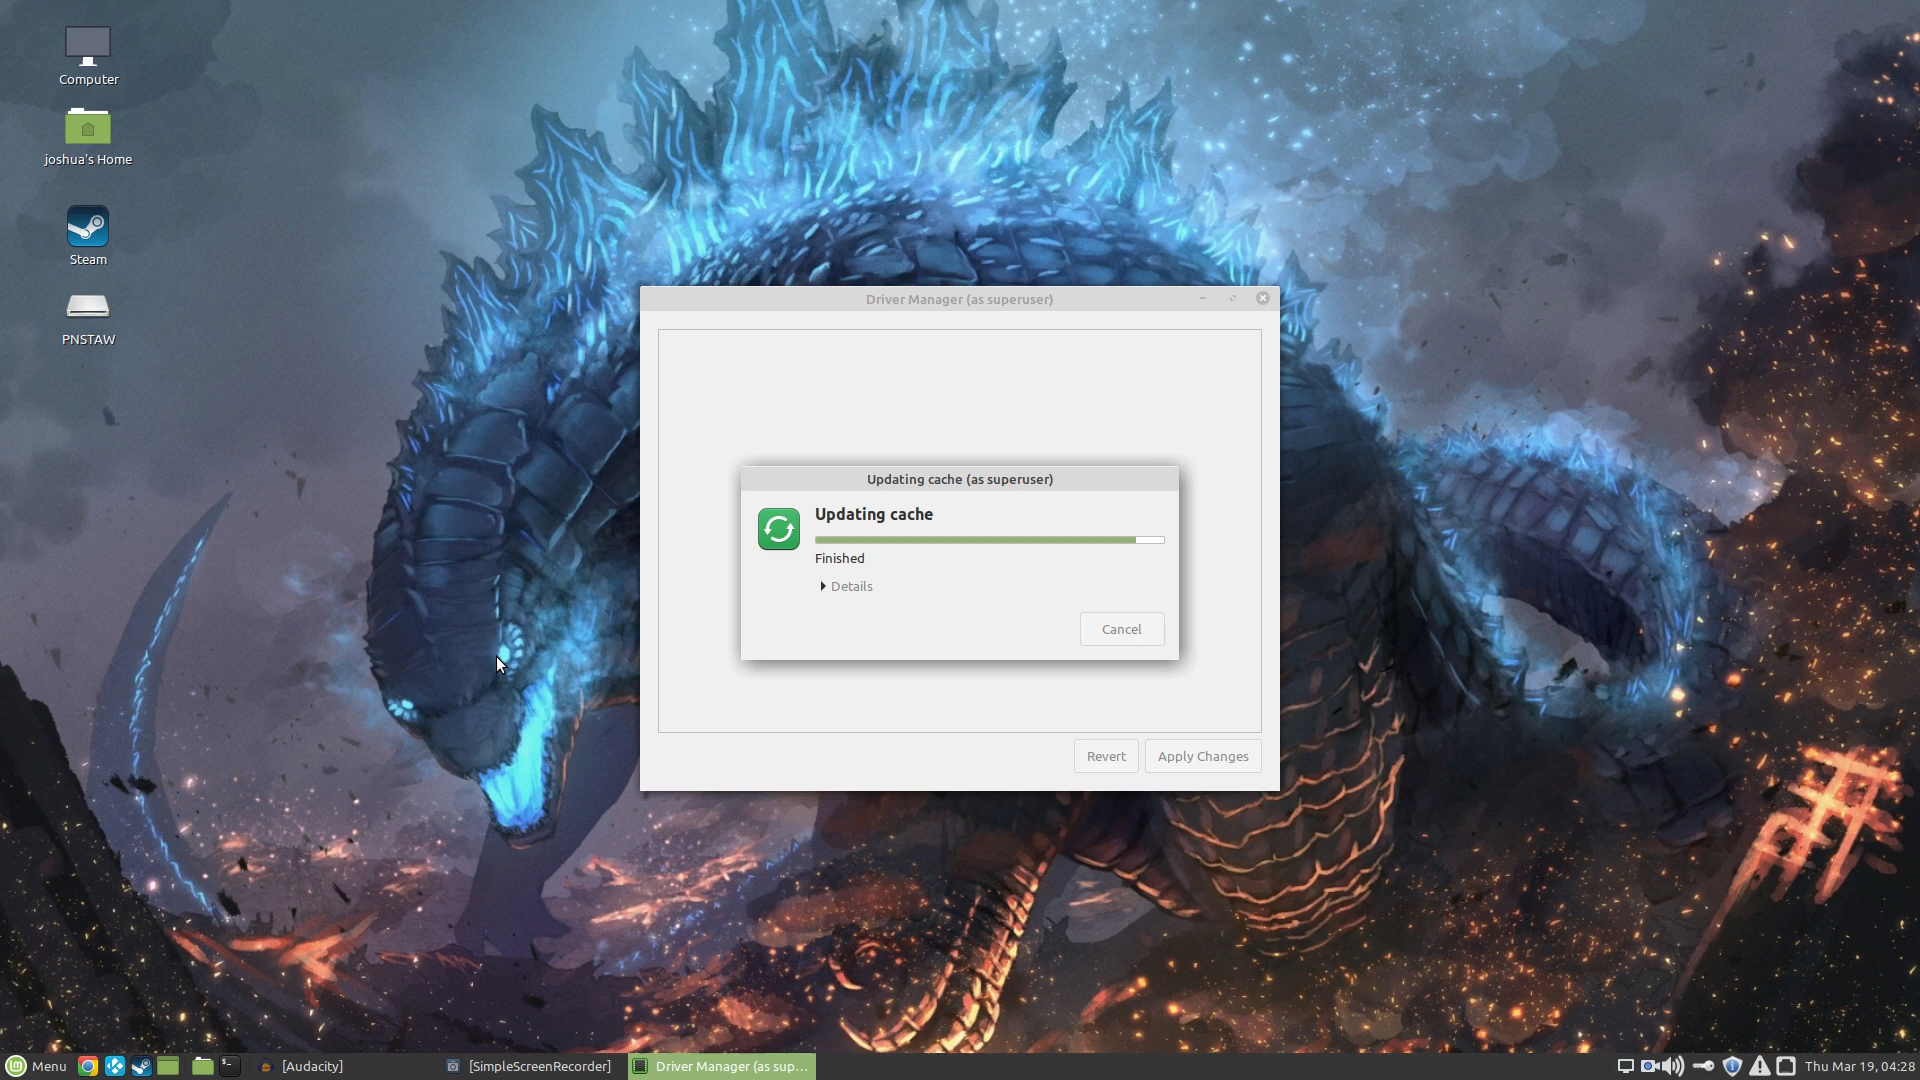 Computer
joshua's Home
Steam
PNSTAW
Driver Manager (as superuser)
Updating cache (as superuser)
Updating cache
Finished
Details
Cancel
Revert
Apply Changes
Menu
[Audacity]
[SimpleScreenRecorder]
Driver Manager (as sup...
Thu Mar 19, 04:28